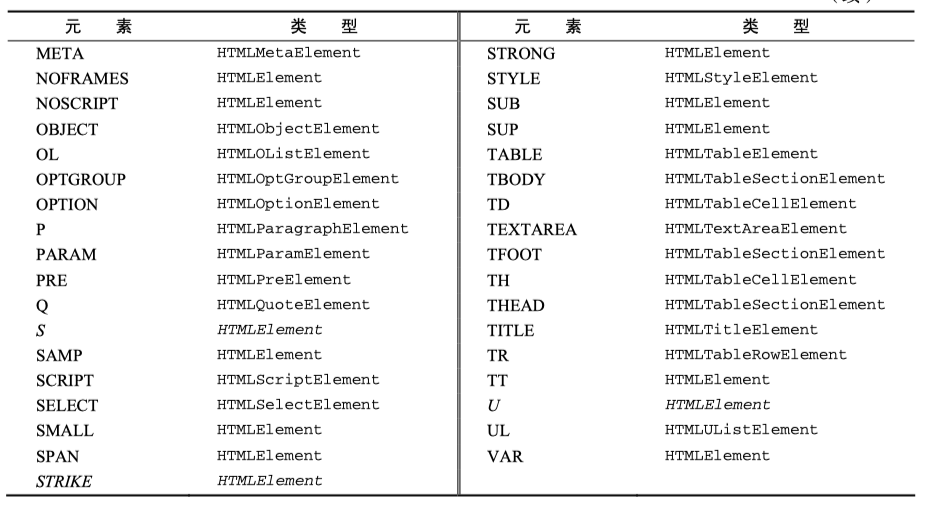 元 素 类 型 元 素 类 型
META HTMLMetaElement STRONG HTMLElement
NOFRAMES HTMLElement STYLE HTMLStyleElement
NOSCRIPT HTMLElement SUB HTMLElement
OBJECT HTMLObjectElement SUP HTMLElement
OL HTMLOListElement TABLE HTMLTableElement
OPTGROUP HTMLOptGroupElement TBODY HTMLTableSectionElement
OPTION HTMLOptionElement TD HTMLTableCellElement
P HTMLParagraphElement TEXTAREA HTMLTextAreaElement
PARAM HTMLParamElement TFOOT HTMLTableSectionElement
PRE HTMLPreElement TH HTMLTableCellElement
Q HTMLQuoteElement THEAD HTMLTableSectionElement
S HTMLElement TITLE HTMLTitleElement
SAMP HTMLElement TR HTMLTableRowElement
SCRIPT HTMLScriptElement TT HTMLElement
SELECT HTMLSelectElement U HTMLElement
SMALL HTMLElement UL HTMLUListElement
SPAN HTMLElement VAR HTMLElement
STRIKE HTMLElement